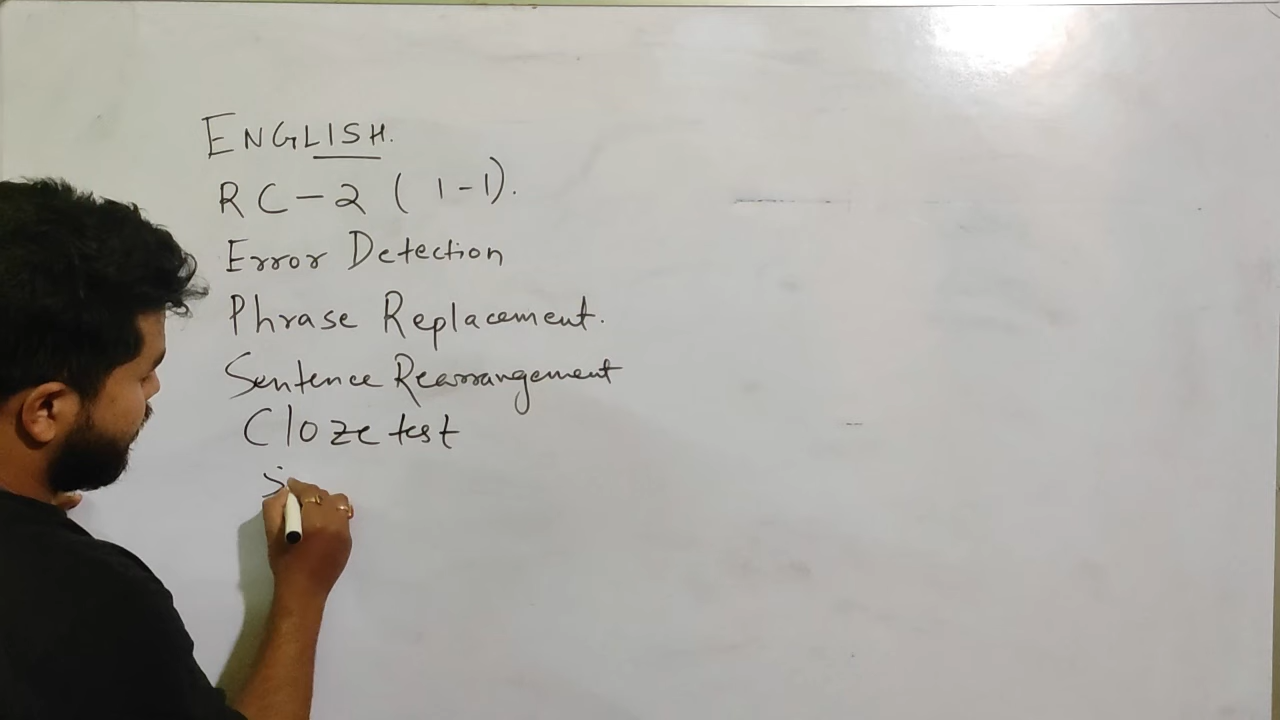 ENGLISH.
RC-2 (1-1).
Error Detection
Phrase Replacement.
Sentence Rearrangement
Cloze test